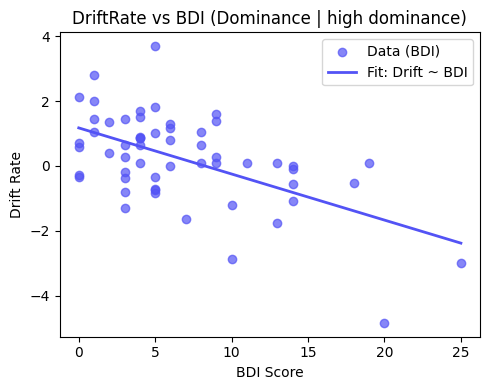 DriftRate vs BDI (Dominance | high dominance)
Data (BDI)
Fit: Drift ~ BDI
4
2
0
−2
−4
Drift Rate
0
5
10
15
20
25
BDI Score